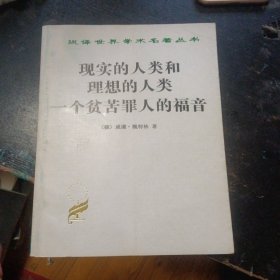 汉译世界学术名著丛书
现实的人类和
理想的人类
一个贫苦罪人的福音
〔德〕威廉·魏特林 著